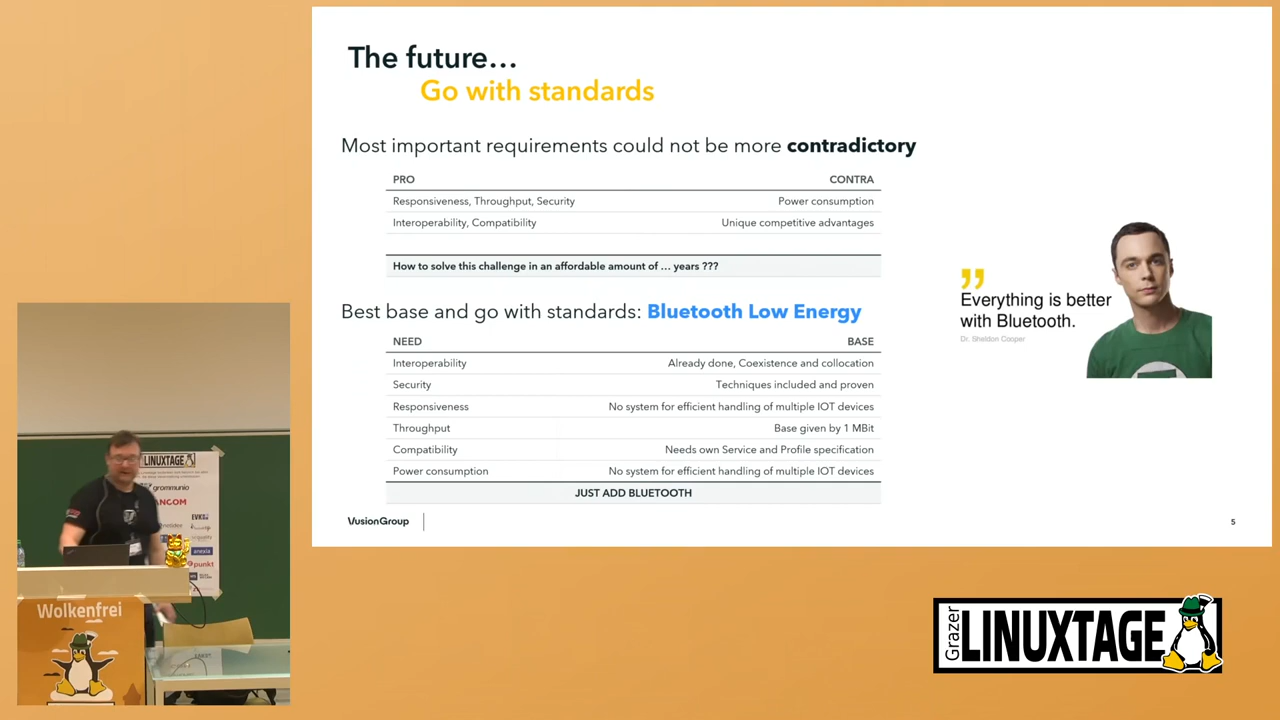 The future...
Go with standards
Most important requirements could not be more contradictory
PRO CONTRA
Responsiveness, Throughput, Security Power consumption
Interoperability, Compatibility Unique competitive advantages
How to solve this challenge in an affordable amount of ... years ???
Best base and go with standards: Bluetooth Low Energy
NEED BASE
Interoperability Already done, Coexistence and collocation
Security Techniques included and proven
Responsiveness No system for efficient handling of multiple IOT devices
Throughput Base given by 1 MBit
Compatibility Needs own Service and Profile specification
Power consumption No system for efficient handling of multiple IOT devices
JUST ADD BLUETOOTH
VusionGroup
5
Everything is better
with Bluetooth.
Dr. Sheldon Cooper
LINUXTAGE
grommunio
EVKS
anexia
punkt
Wolkenfrei
Grazer
LINUXTAGE